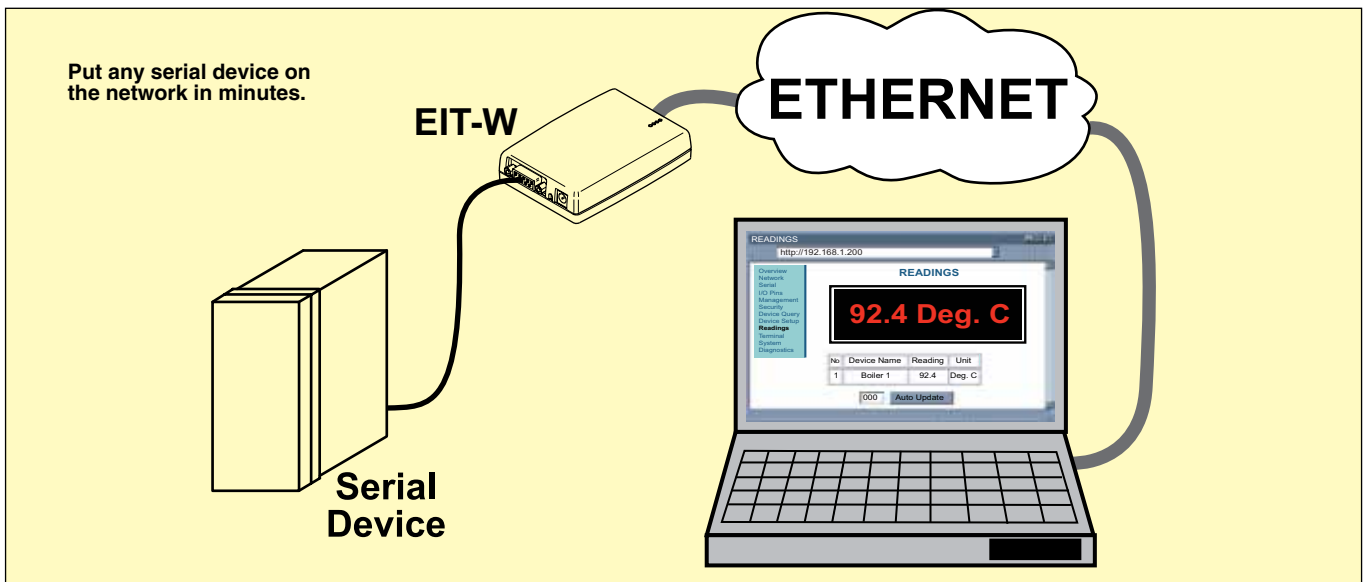 Put any serial device on
the network in minutes.
EIT-W
ETHERNET
Serial
Device
READINGS
http://192.168.1.200
Overview
Network
Serial
I/O Pins
Management
Security
Device Query
Device Setup
Readings
Terminal
System
Diagnostics
READINGS
92.4 Deg. C
No Device Name Reading Unit
1 Boiler 1 92.4 Deg. C
000 Auto Update